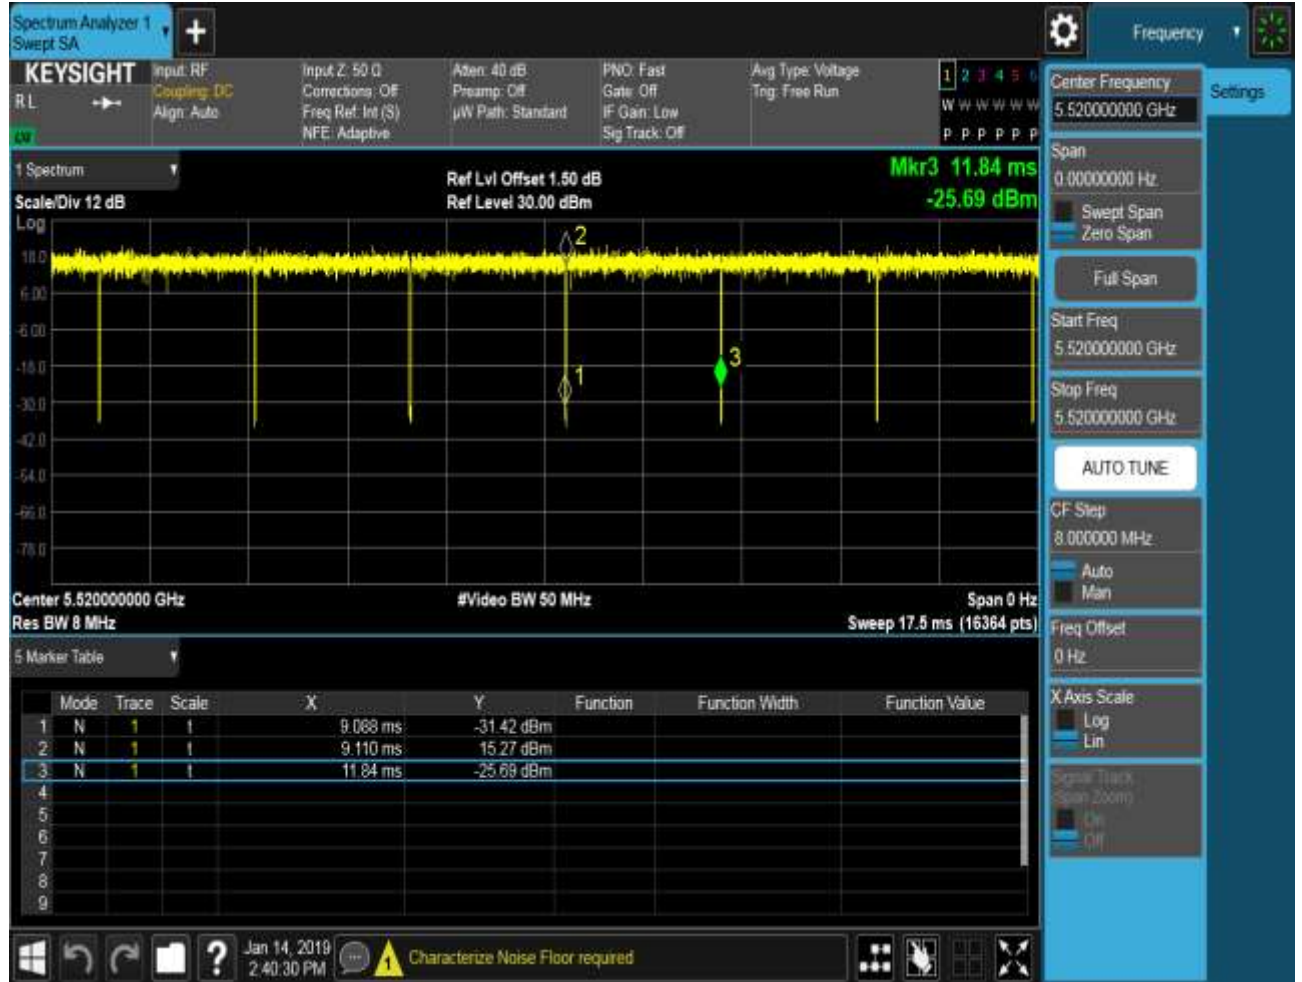 Spectrum Analyzer 1
Swept SA
+
Frequency
KEYSIGHT
RL
Input: RF
Coupling: DC
Align: Auto
Input Z: 50 Ω
Corrections: Off
Freq Ref: Int (S)
NFE: Adaptive
Atten: 40 dB
Preamp: Off
µW Path: Standard
PNO: Fast
Gate: Off
IF Gain: Low
Sig Track: Off
Avg Type: Voltage
Trig: Free Run
1 2 3 4 5 6
W W W W W W
P P P P P P
1 Spectrum
Scale/Div 12 dB
Log
Ref Lvl Offset 1.50 dB
Ref Level 30.00 dBm
Mkr3 11.84 ms
-25.69 dBm
18.0
6.00
-6.00
-18.0
-30.0
-42.0
-54.0
-66.0
-78.0
2
1
3
Center 5.520000000 GHz
Res BW 8 MHz
#Video BW 50 MHz
Span 0 Hz
Sweep 17.5 ms (16364 pts)
5 Marker Table
Mode Trace Scale X Y Function Function Width Function Value
1 N 1 t 9.088 ms -31.42 dBm
2 N 1 t 9.110 ms 15.27 dBm
3 N 1 t 11.84 ms -25.69 dBm
4
5
6
7
8
9
Center Frequency
5.520000000 GHz
Settings
Span
0.00000000 Hz
Swept Span
Zero Span
Full Span
Start Freq
5.520000000 GHz
Stop Freq
5.520000000 GHz
AUTO TUNE
CF Step
8.000000 MHz
Auto
Man
Freq Offset
0 Hz
X Axis Scale
Log
Lin
Signal Track
(Span Zoom)
On
Off
?
Jan 14, 2019
2:40:30 PM
1
Characterize Noise Floor required